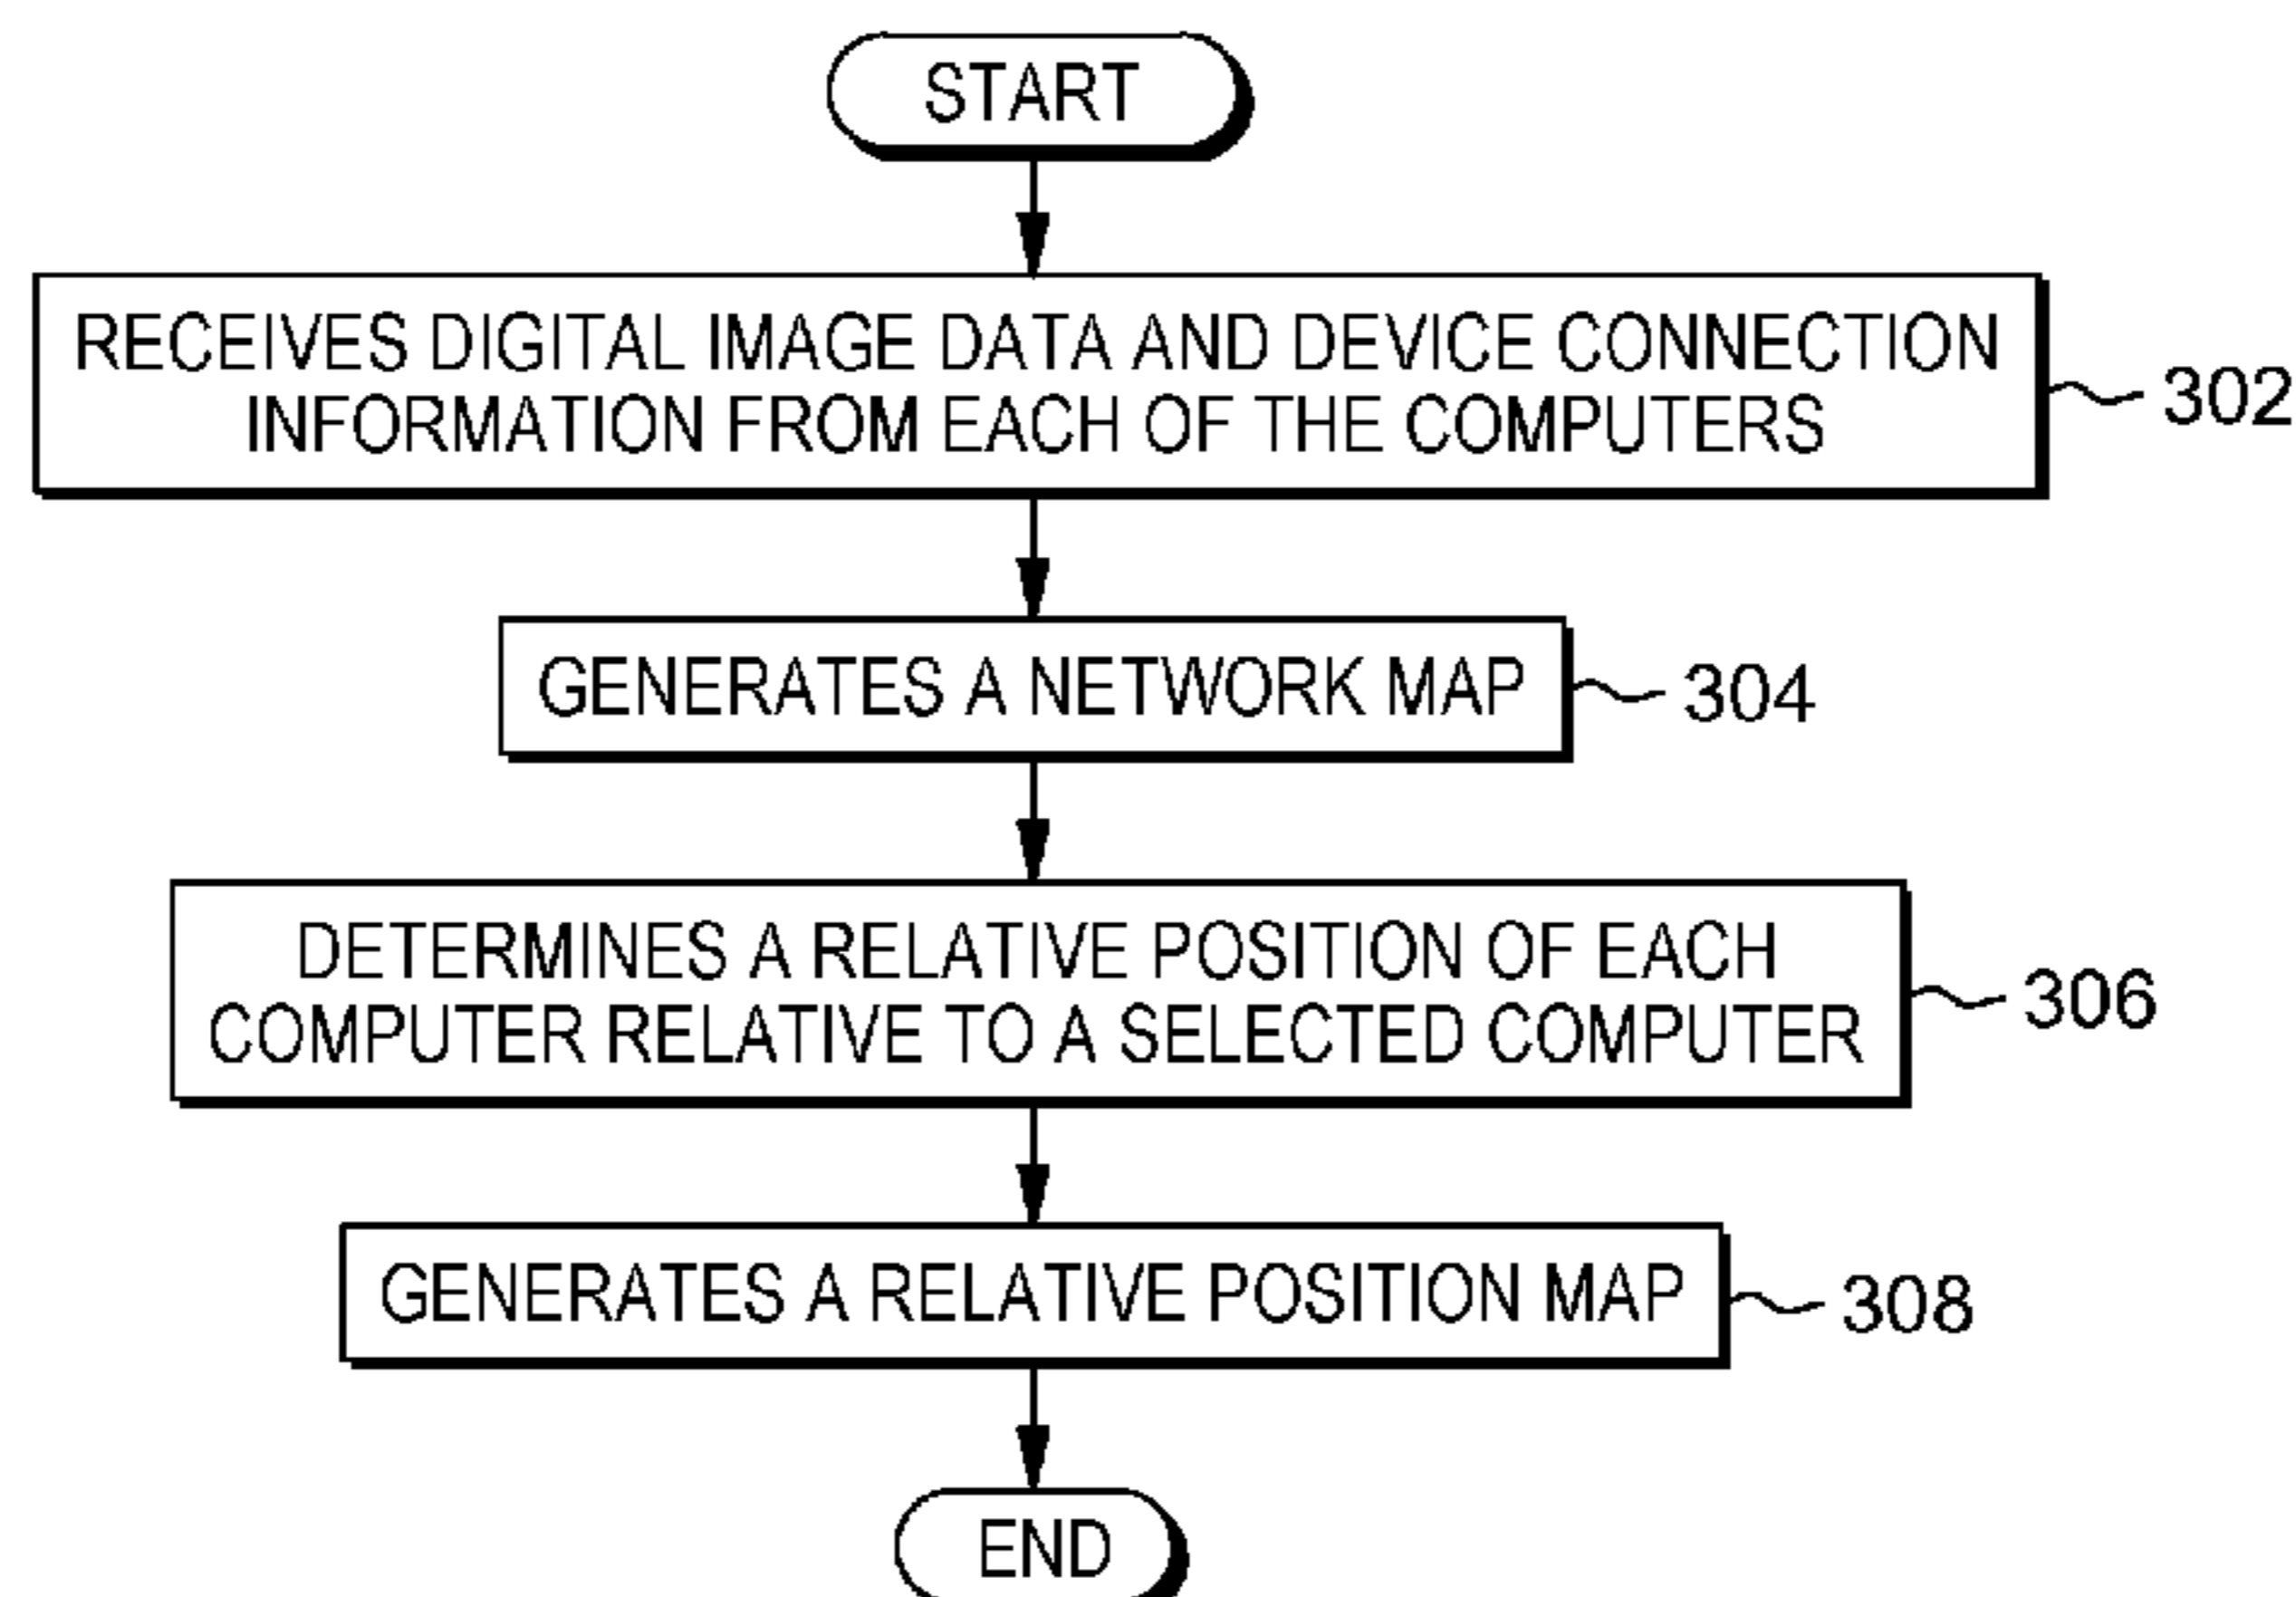 START
RECEIVES DIGITAL IMAGE DATA AND DEVICE CONNECTION
INFORMATION FROM EACH OF THE COMPUTERS
302
GENERATES A NETWORK MAP
304
DETERMINES A RELATIVE POSITION OF EACH
COMPUTER RELATIVE TO A SELECTED COMPUTER
306
GENERATES A RELATIVE POSITION MAP
308
END